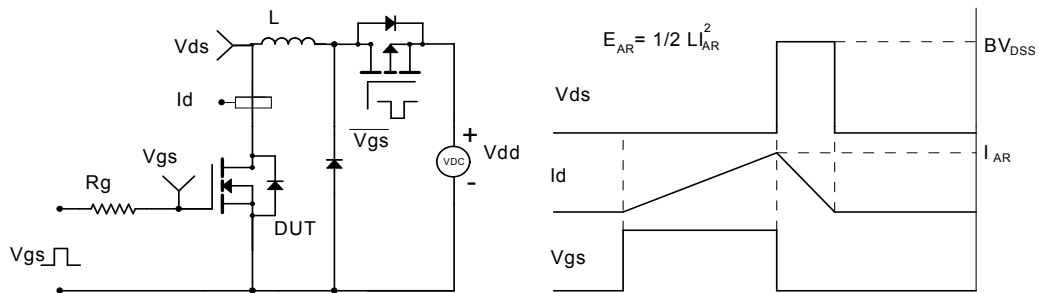 L
Vds
Id
Vgs
Vgs
+
VDC
Vdd
-
Rg
DUT
Vgs
E_AR = 1/2 LI²_AR
BV_DSS
Vds
I_AR
Id
Vgs